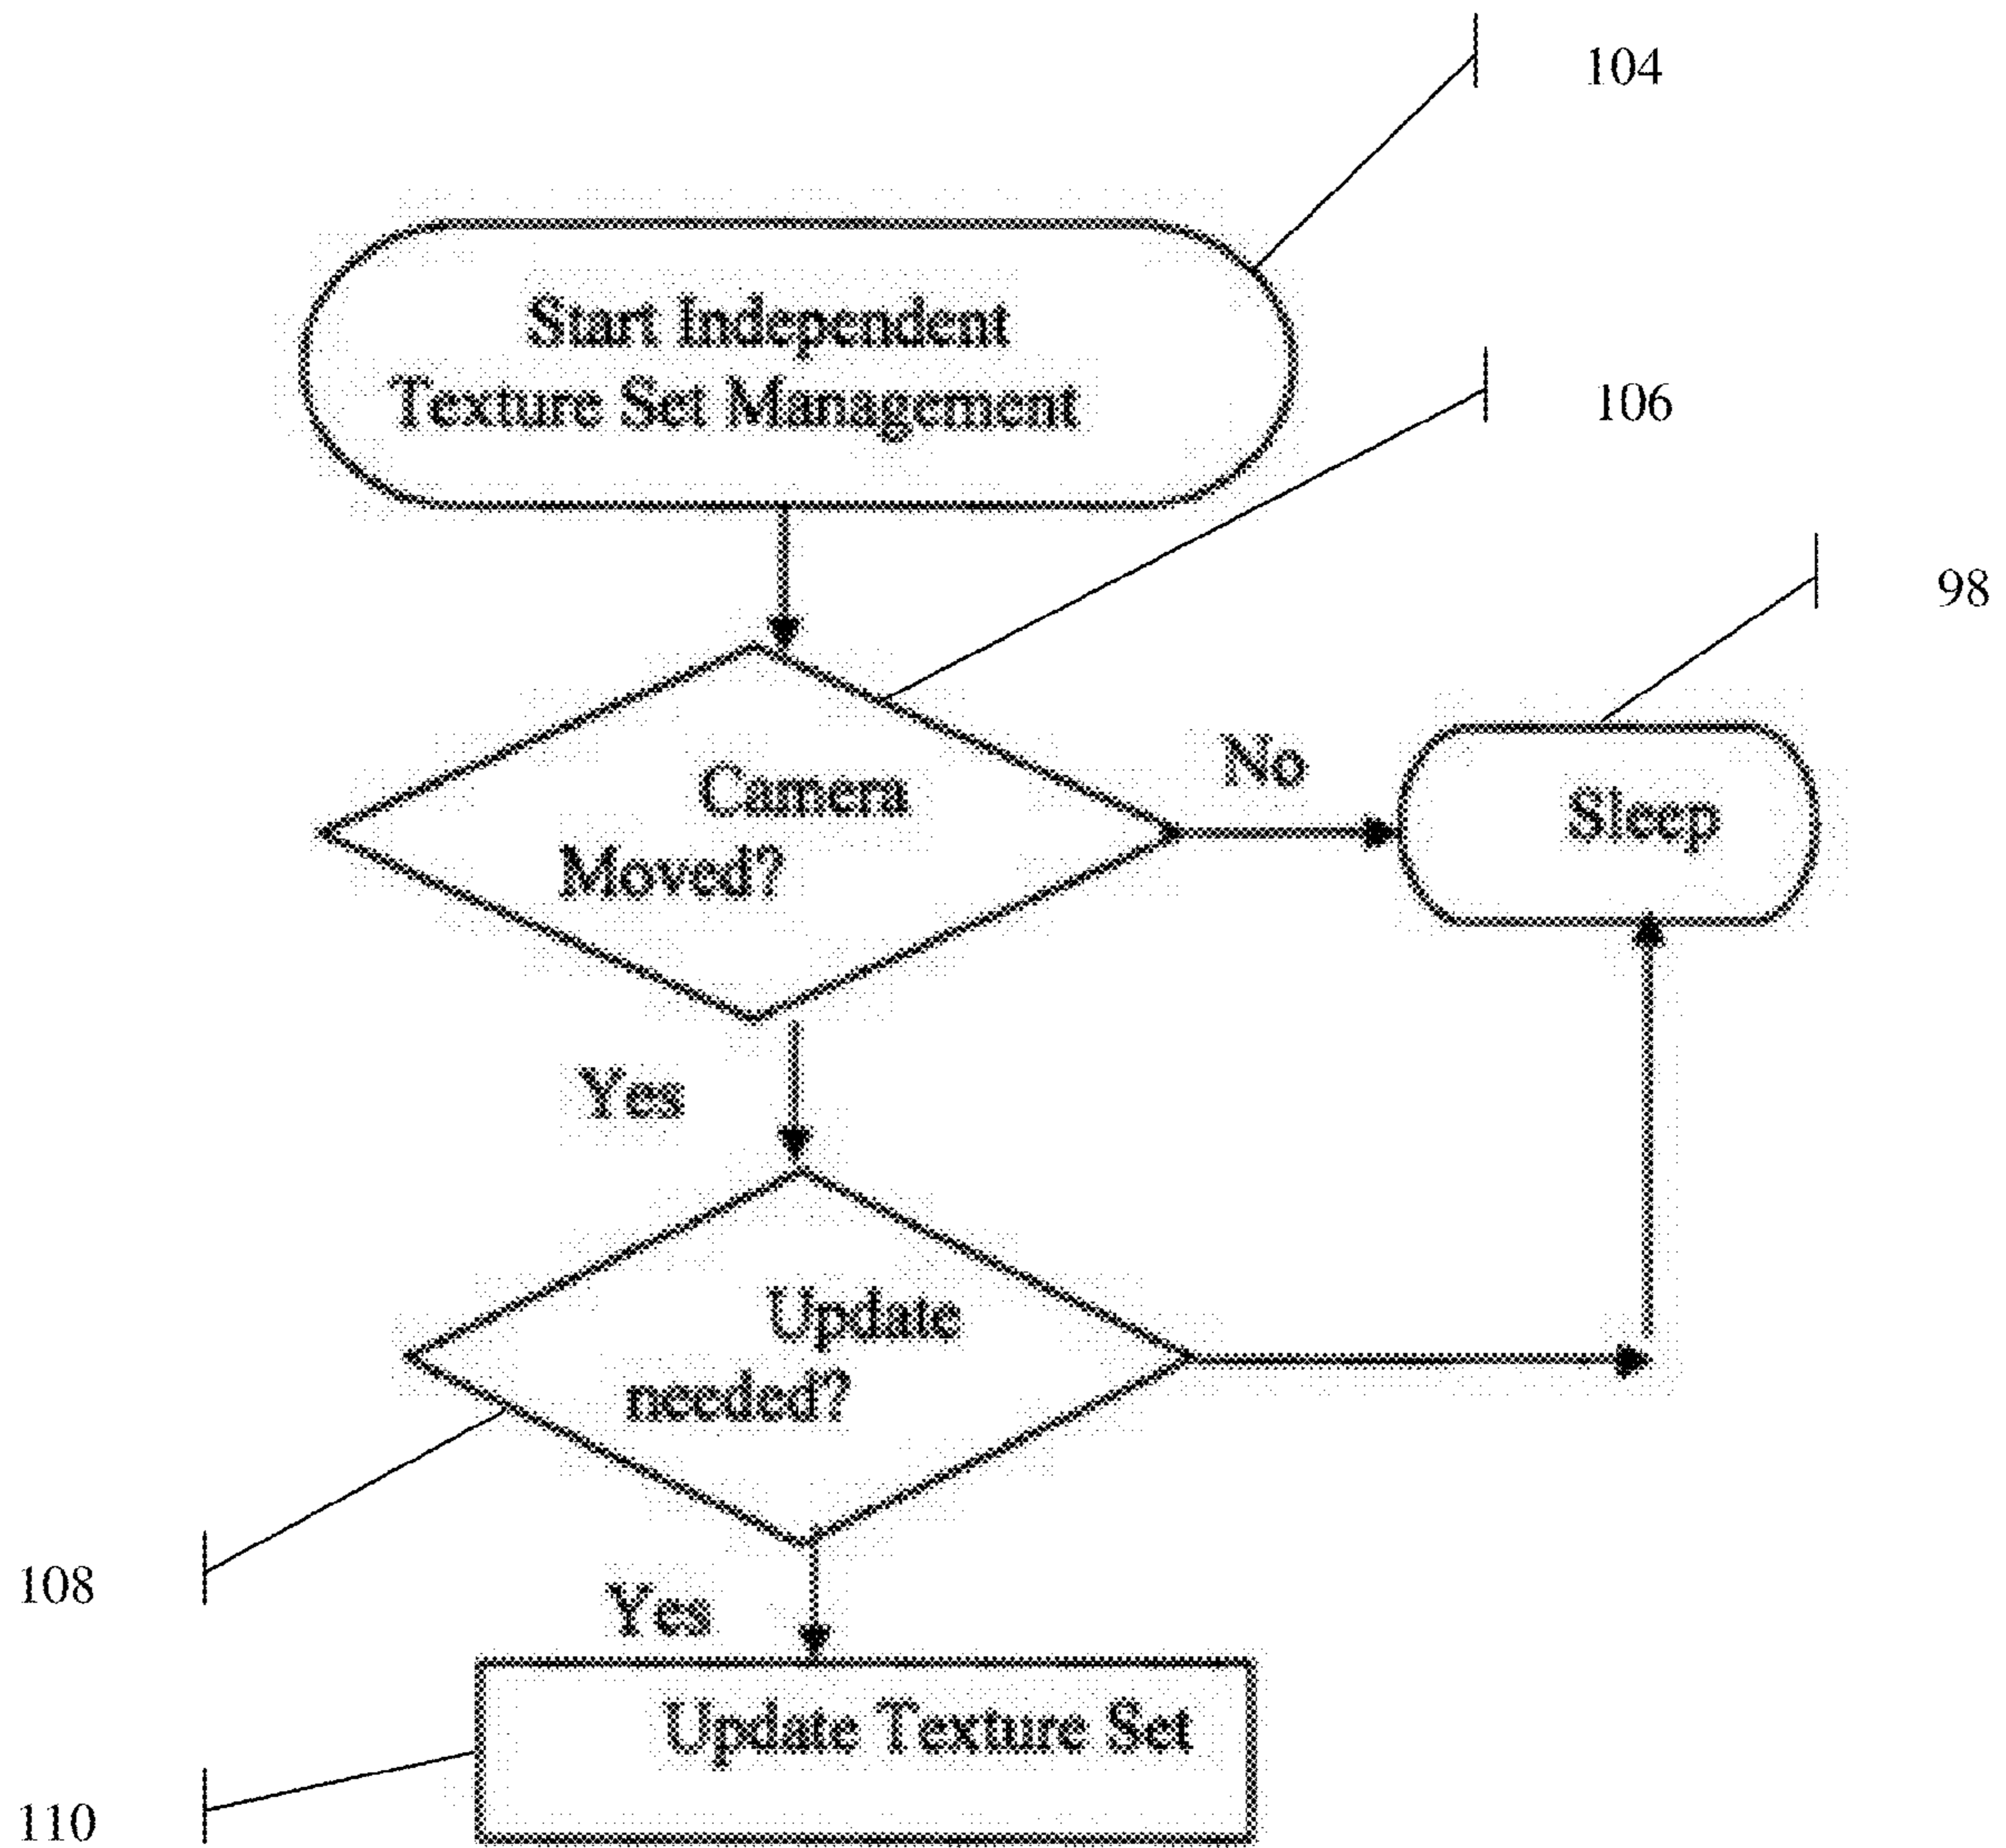 104
Start Independent
Texture Set Management
106
98
Camera
Moved?
No
Sleep
Yes
Update
needed?
108
Yes
Update Texture Set
110